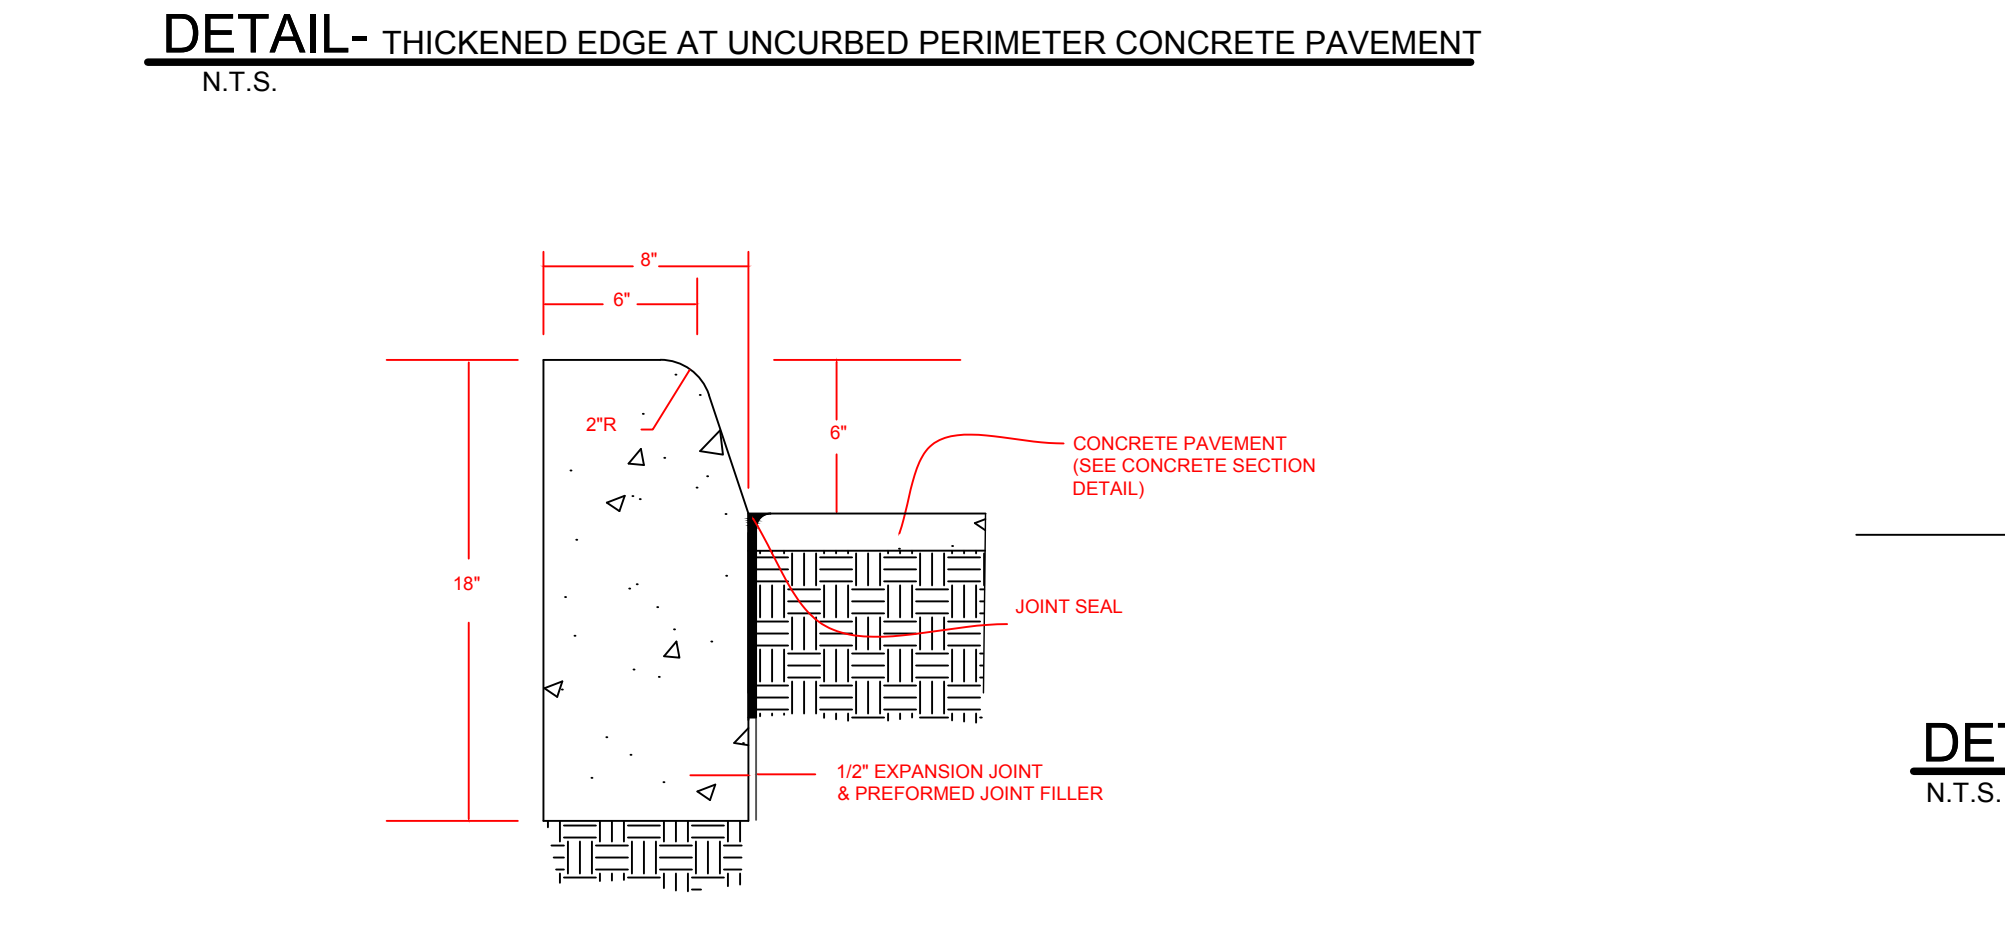 DETAIL- THICKENED EDGE AT UNCURBED PERIMETER CONCRETE PAVEMENT
N.T.S.
8"
6"
2"R
6"
CONCRETE PAVEMENT
(SEE CONCRETE SECTION
DETAIL)
18"
JOINT SEAL
1/2" EXPANSION JOINT
& PREFORMED JOINT FILLER
N.T.S.